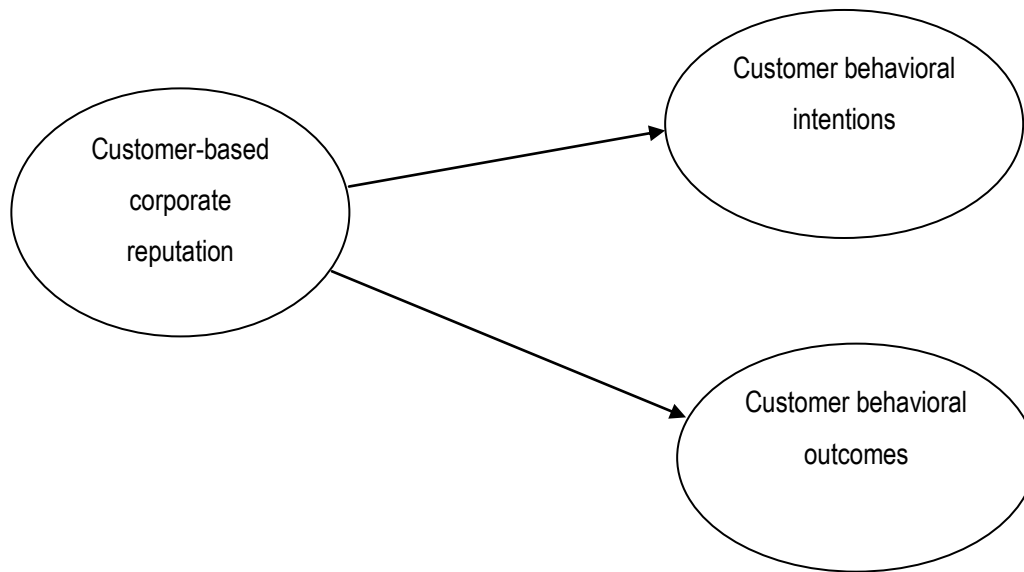 Customer-based
corporate
reputation
Customer behavioral
intentions
Customer behavioral
outcomes